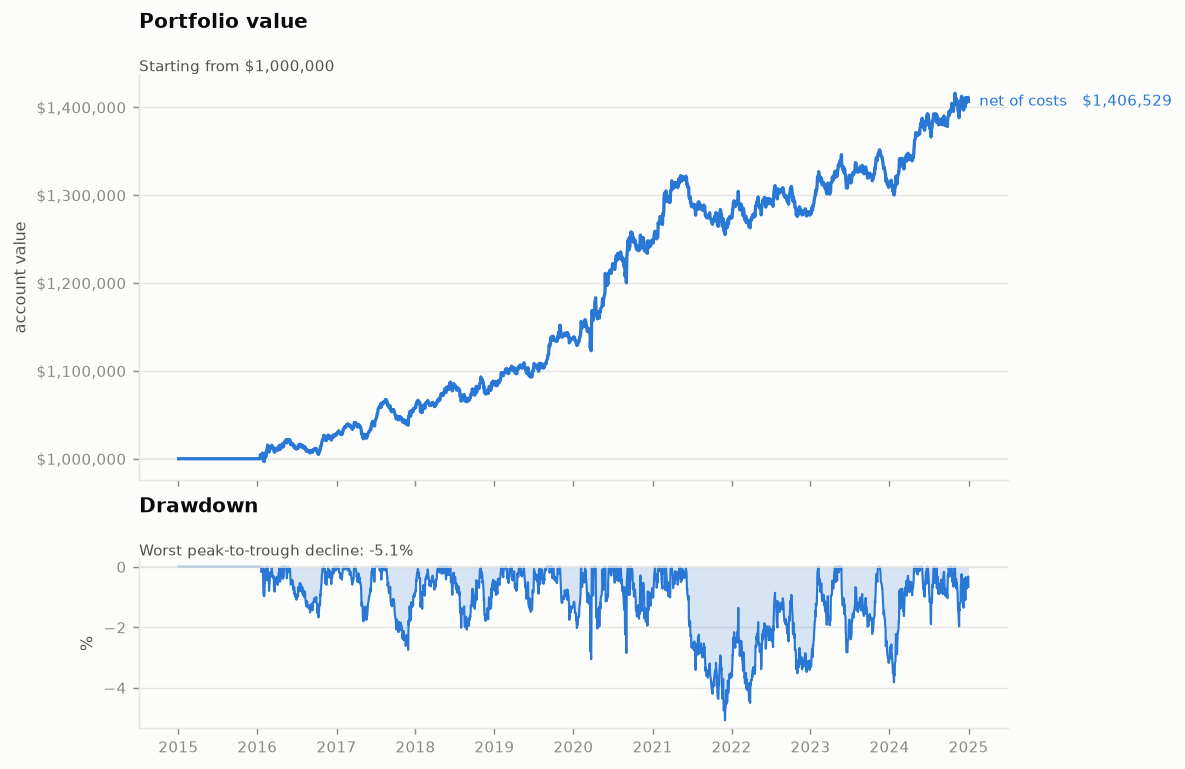 Portfolio value
Starting from $1,000,000
$1,400,000
$1,300,000
$1,200,000
$1,100,000
$1,000,000
account value
net of costs $1,406,529
Drawdown
Worst peak-to-trough decline: -5.1%
0
−2
−4
%
2015 2016 2017 2018 2019 2020 2021 2022 2023 2024 2025